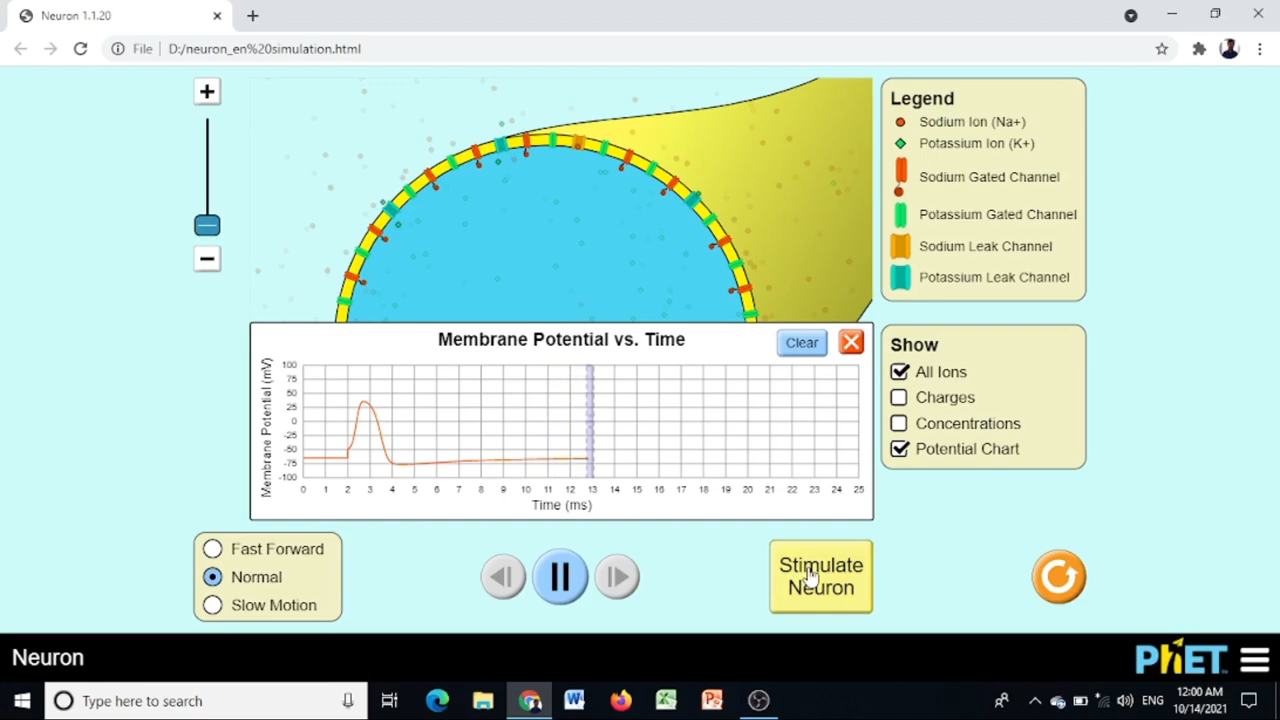 Neuron 1.1.20
File
D:/neuron_en%20simulation.html
Legend
Sodium Ion (Na+)
Potassium Ion (K+)
Sodium Gated Channel
Potassium Gated Channel
Sodium Leak Channel
Potassium Leak Channel
Membrane Potential vs. Time
Clear
Membrane Potential (mV)
100
75
50
25
0
-25
-50
-75
-100
0 1 2 3 4 5 6 7 8 9 10 11 12 13 14 15 16 17 18 19 20 21 22 23 24 25
Time (ms)
Show
All Ions
Charges
Concentrations
Potential Chart
Fast Forward
Normal
Slow Motion
Stimulate
Neuron
Neuron
PhET
Type here to search
ENG
12:00 AM
10/14/2021